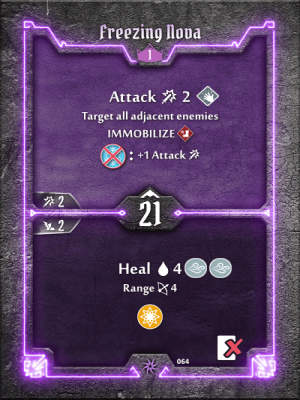 Freezing Nova
1
Attack 2
Target all adjacent enemies
IMMOBILIZE
: +1 Attack
2
21
2
Heal 4
Range 4
064